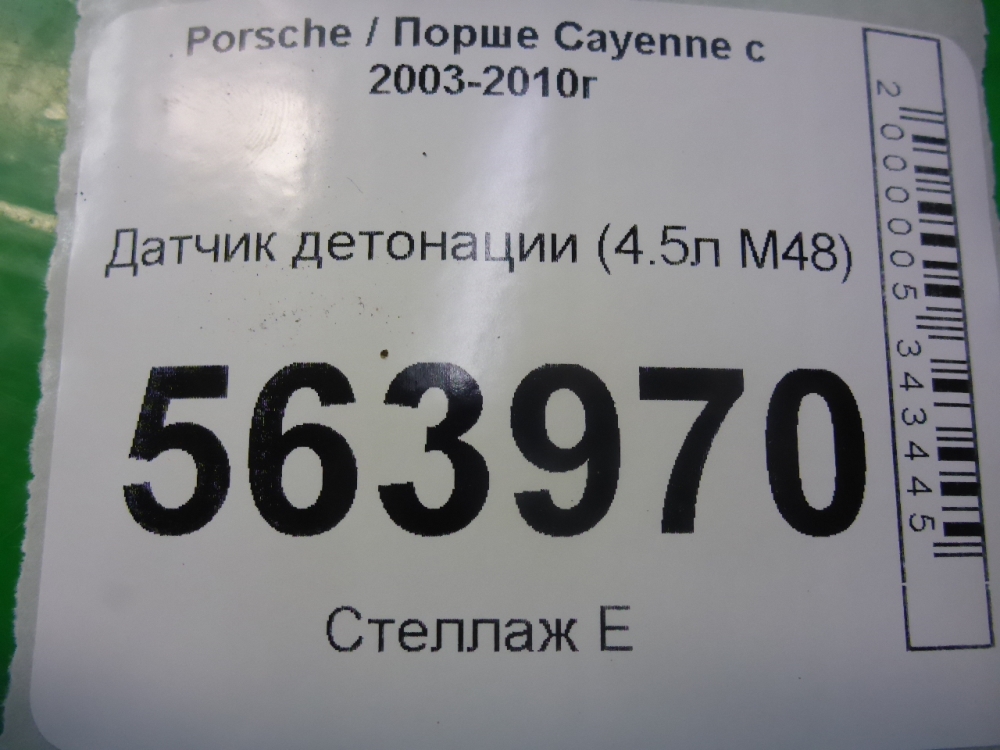 Porsche / Порше Cayenne с
2003-2010г
Датчик детонации (4.5л М48)
563970
Стеллаж Е
2000005343445